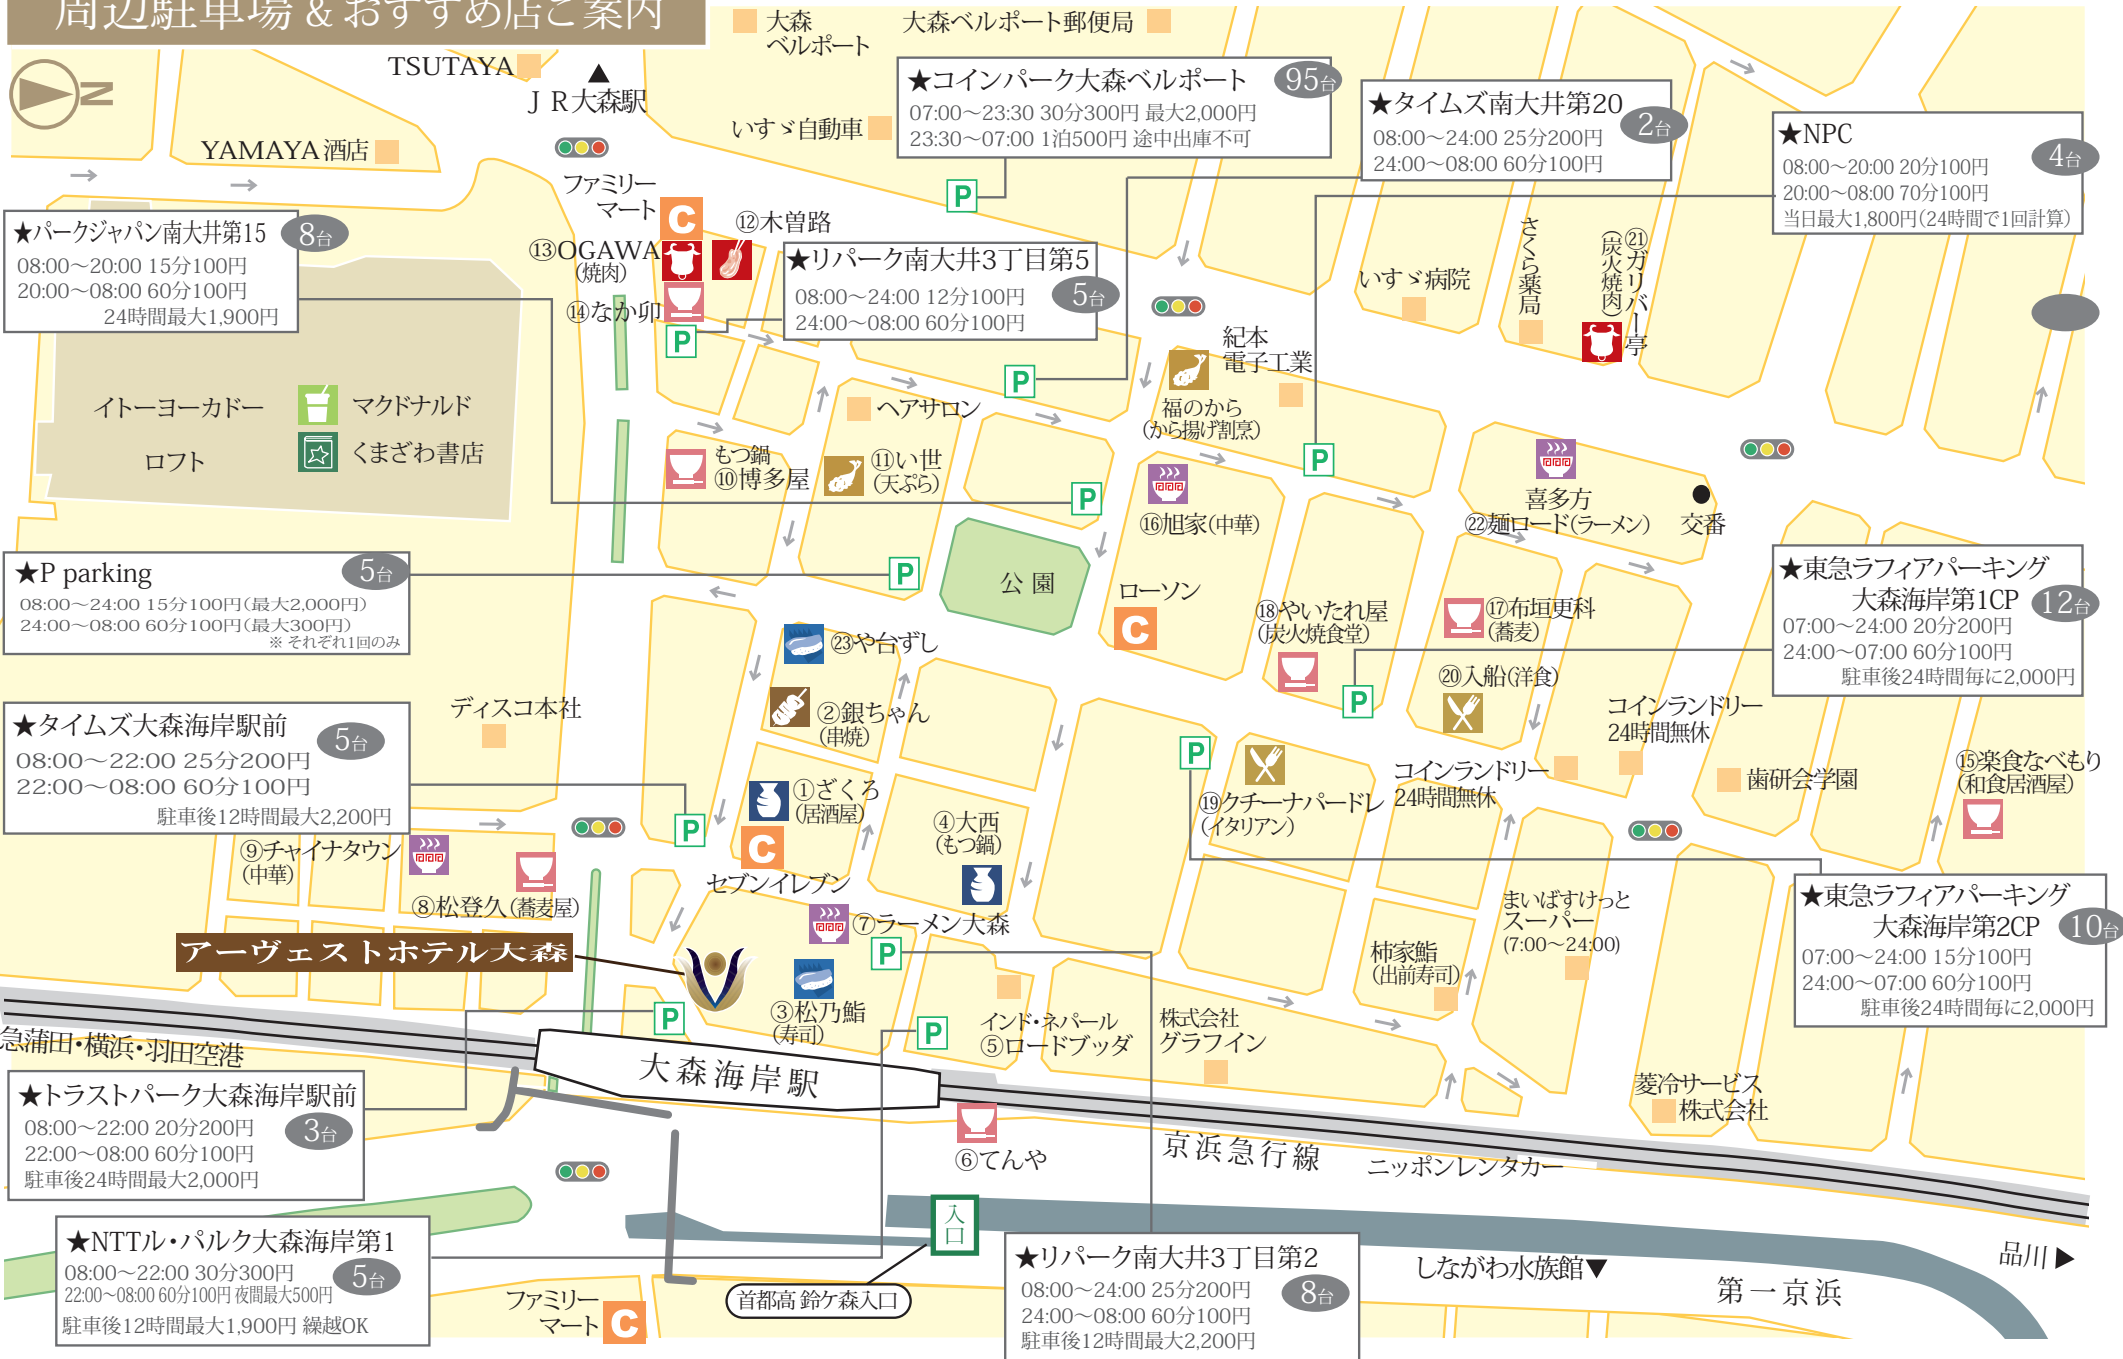 周辺駐車場＆おすすめ店ご案内
N
TSUTAYA
ＪＲ大森駅
YAMAYA 酒店
大森
ベルポート
大森ベルポート郵便局
いすゞ自動車
★コインパーク大森ベルポート
95台
07:00〜23:30 30分300円 最大2,000円
23:30〜07:00 1泊500円 途中出庫不可
★タイムズ南大井第20
2台
08:00〜24:00 25分200円
24:00〜08:00 60分100円
★NPC
4台
08:00〜20:00 20分100円
20:00〜08:00 70分100円
当日最大1,800円(24時間で1回計算)
★パークジャパン南大井第15
8台
08:00〜20:00 15分100円
20:00〜08:00 60分100円
24時間最大1,900円
ファミリー
マート
C
⑫木曽路
⑬OGAWA
(焼肉)
⑭なか卯
★リパーク南大井3丁目第5
5台
08:00〜24:00 12分100円
24:00〜08:00 60分100円
P
P
P
P
P
P
P
P
P
P
P
P
いすゞ病院
さくら薬局
㉑ガリバー亭
(炭火焼肉)
紀本
電子工業
福のから
(から揚げ割烹)
イトーヨーカドー
ロフト
マクドナルド
くまざわ書店
ヘアサロン
もつ鍋
⑩博多屋
⑪い世
(天ぷら)
⑯旭家(中華)
喜多方
㉒麺ロード(ラーメン)
交番
★P parking
5台
08:00〜24:00 15分100円(最大2,000円)
24:00〜08:00 60分100円(最大300円)
※ それぞれ1回のみ
公園
ローソン
C
⑱やいたれ屋
(炭火焼食堂)
⑰布垣更科
(蕎麦)
★東急ラフィアパーキング
大森海岸第1CP
12台
07:00〜24:00 20分200円
24:00〜07:00 60分100円
駐車後24時間毎に2,000円
㉓や台ずし
②銀ちゃん
(串焼)
⑳入船(洋食)
コインランドリー
24時間無休
ディスコ本社
★タイムズ大森海岸駅前
5台
08:00〜22:00 25分200円
22:00〜08:00 60分100円
駐車後12時間最大2,200円
①ざくろ
(居酒屋)
C
セブンイレブン
④大西
(もつ鍋)
⑲クチーナパードレ
(イタリアン)
コインランドリー
24時間無休
歯研会学園
⑮楽食なべもり
(和食居酒屋)
⑨チャイナタウン
(中華)
⑧松登久(蕎麦屋)
⑦ラーメン大森
まいばすけっと
スーパー
(7:00〜24:00)
★東急ラフィアパーキング
大森海岸第2CP
10台
07:00〜24:00 15分100円
24:00〜07:00 60分100円
駐車後24時間毎に2,000円
アーヴェストホテル大森
③松乃鮨
(寿司)
インド・ネパール
⑤ロードブッダ
株式会社
グラフイン
柿家鮨
(出前寿司)
急蒲田・横浜・羽田空港
大森海岸駅
菱冷サービス
株式会社
★トラストパーク大森海岸駅前
3台
08:00〜22:00 20分200円
22:00〜08:00 60分100円
駐車後24時間最大2,000円
⑥てんや
京浜急行線
ニッポンレンタカー
★NTTル・パルク大森海岸第1
5台
08:00〜22:00 30分300円
22:00〜08:00 60分100円 夜間最大500円
駐車後12時間最大1,900円 繰越OK
入口
首都高 鈴ケ森入口
ファミリー
マート
C
★リパーク南大井3丁目第2
8台
08:00〜24:00 25分200円
24:00〜08:00 60分100円
駐車後12時間最大2,200円
しながわ水族館▼
第一京浜
品川▶